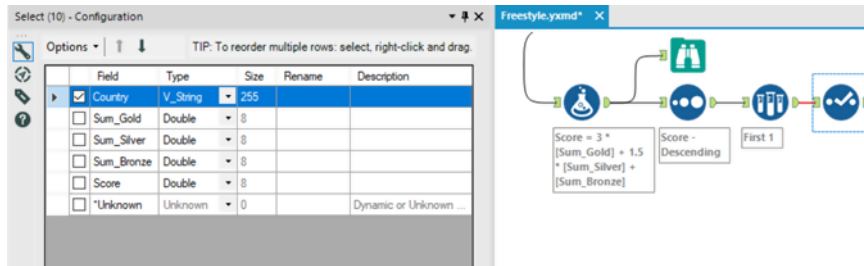 Select (10) - Configuration
Options
TIP: To reorder multiple rows: select, right-click and drag.
Field Type Size Rename Description
Country V_String 255
Sum_Gold Double 8
Sum_Silver Double 8
Sum_Bronze Double 8
Score Double 8
*Unknown Unknown 0 Dynamic or Unknown ...
Freestyle.yxmd* X
Score = 3 *
[Sum_Gold] + 1.5
* [Sum_Silver] +
[Sum_Bronze]
Score -
Descending
First 1